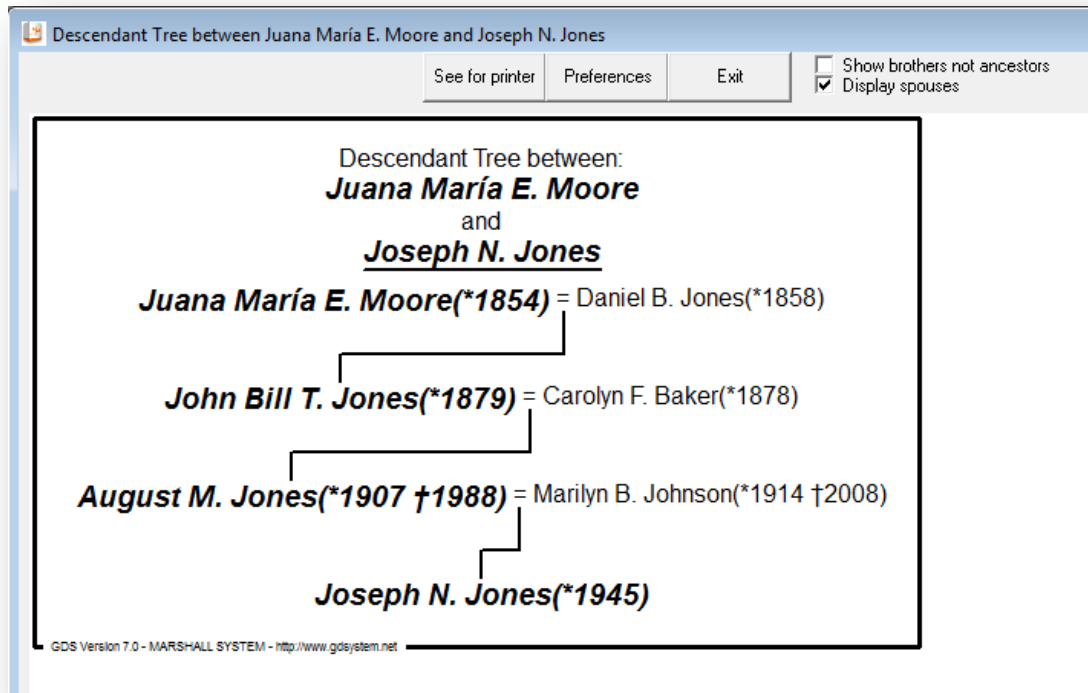 Descendant Tree between Juana María E. Moore and Joseph N. Jones
See for printer Preferences Exit Show brothers not ancestors
Display spouses
Descendant Tree between:
Juana María E. Moore
and
Joseph N. Jones
Juana María E. Moore(*1854) = Daniel B. Jones(*1858)
John Bill T. Jones(*1879) = Carolyn F. Baker(*1878)
August M. Jones(*1907 †1988) = Marilyn B. Johnson(*1914 †2008)
Joseph N. Jones(*1945)
GDS Version 7.0 - MARSHALL SYSTEM - http://www.gdsystem.net